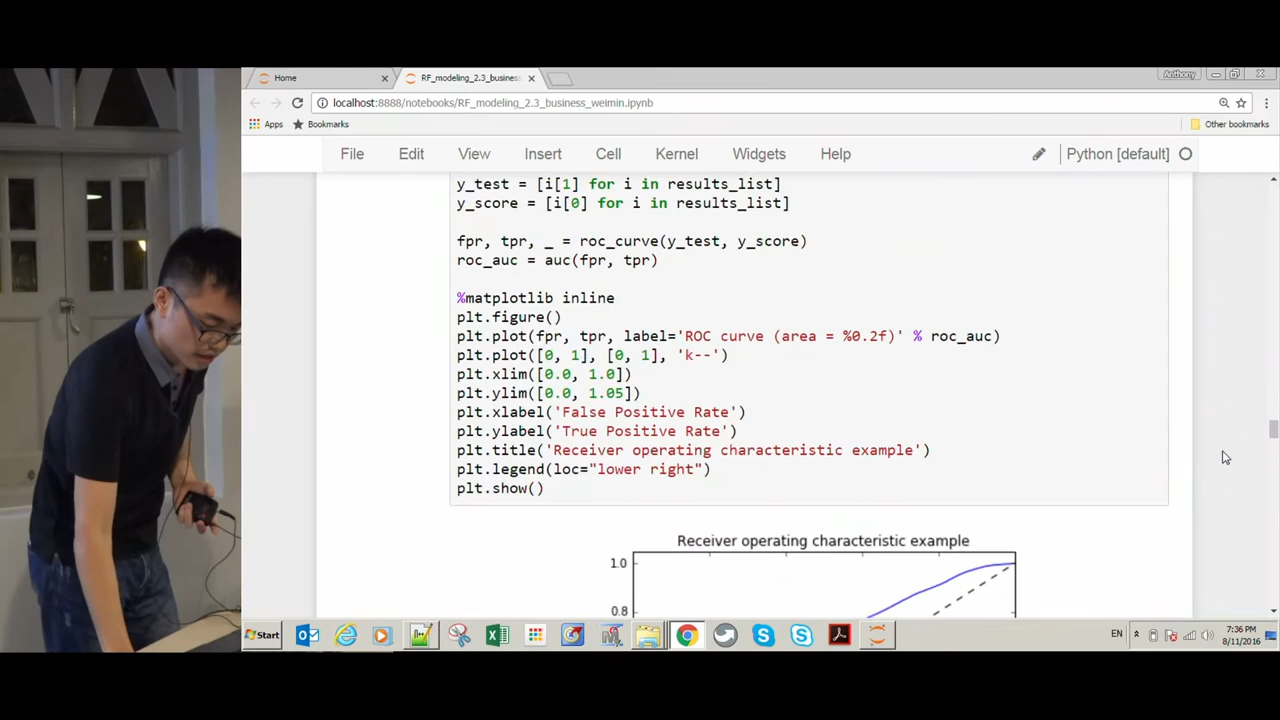 Home
RF_modeling_2.3_business_
Anthony
localhost:8888/notebooks/RF_modeling_2.3_business_weimin.ipynb
Apps
Bookmarks
Other bookmarks
File
Edit
View
Insert
Cell
Kernel
Widgets
Help
Python [default]
y_test = [i[1] for i in results_list]
y_score = [i[0] for i in results_list]
fpr, tpr, _ = roc_curve(y_test, y_score)
roc_auc = auc(fpr, tpr)
%matplotlib inline
plt.figure()
plt.plot(fpr, tpr, label='ROC curve (area = %0.2f)' % roc_auc)
plt.plot([0, 1], [0, 1], 'k--')
plt.xlim([0.0, 1.0])
plt.ylim([0.0, 1.05])
plt.xlabel('False Positive Rate')
plt.ylabel('True Positive Rate')
plt.title('Receiver operating characteristic example')
plt.legend(loc="lower right")
plt.show()
Receiver operating characteristic example
1.0
0.8
Start
EN
7:36 PM
8/11/2016